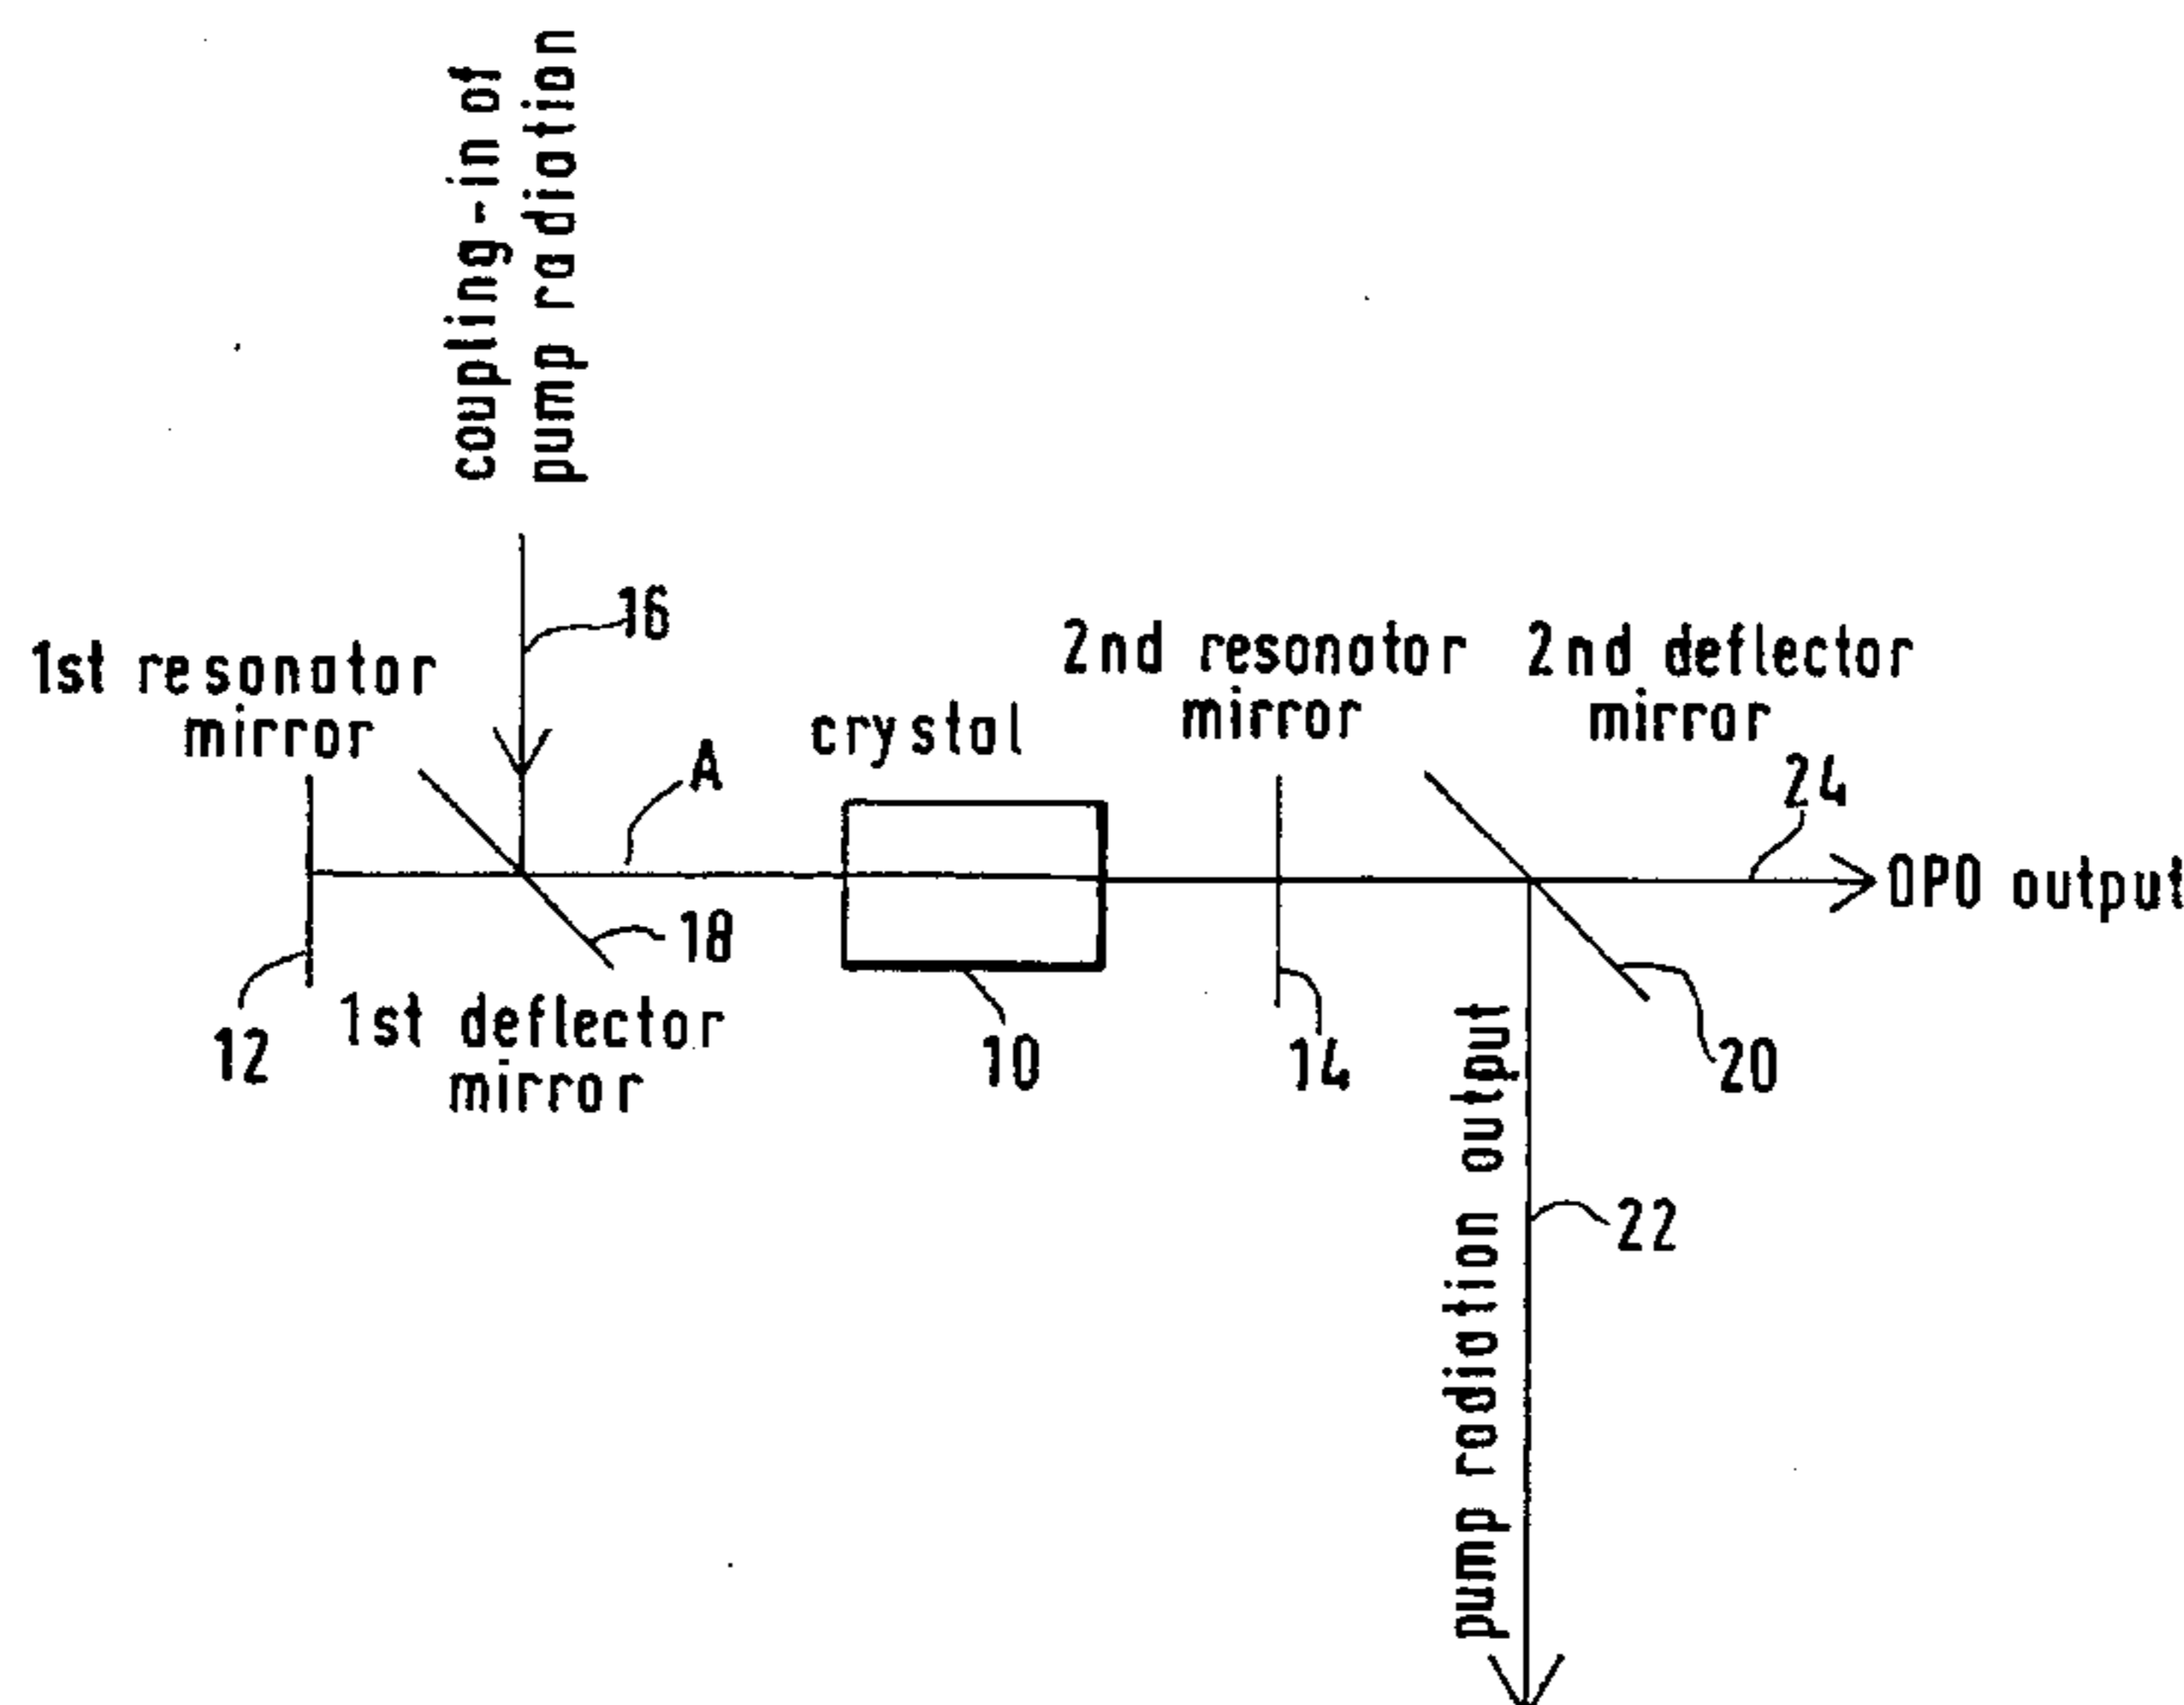 coupling-in of
pump radiation
16
1st resonator
mirror
2nd resonator
mirror
2nd deflector
mirror
crystal
A
24
OPO output
18
12
1st deflector
mirror
10
14
20
pump radiation output
22